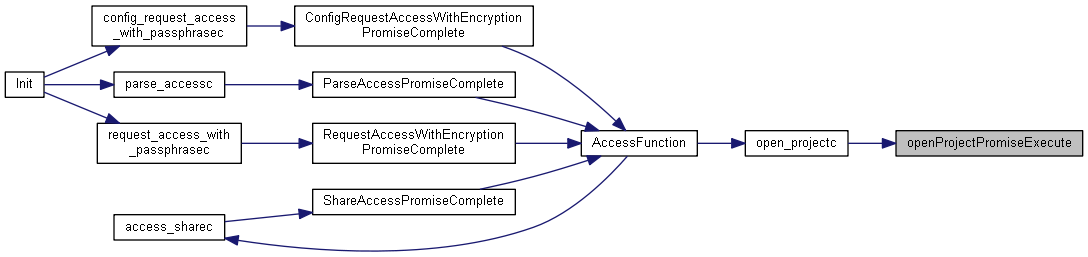 Init
config_request_access
_with_passphrasec
parse_accessc
request_access_with
_passphrasec
access_sharec
ConfigRequestAccessWithEncryption
PromiseComplete
ParseAccessPromiseComplete
RequestAccessWithEncryption
PromiseComplete
ShareAccessPromiseComplete
AccessFunction
open_projectc
openProjectPromiseExecute